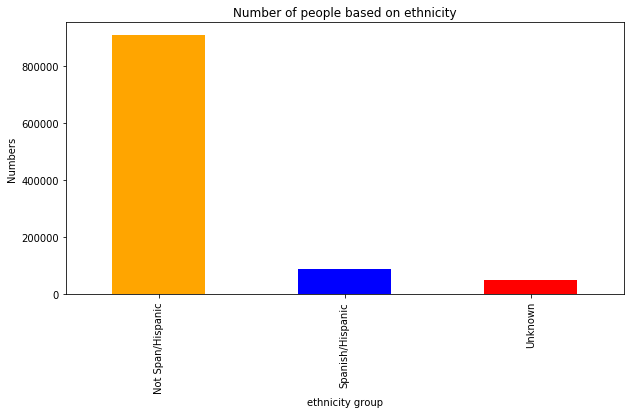 Number of people based on ethnicity
Numbers
800000
600000
400000
200000
0
Not Span/Hispanic
Spanish/Hispanic
Unknown
ethnicity group